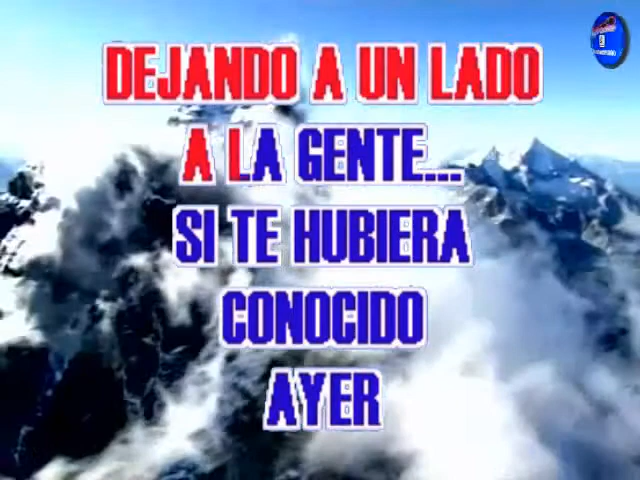 DEJANDO A UN LADO
A LA GENTE...
SI TE HUBIERA
CONOCIDO
AYER